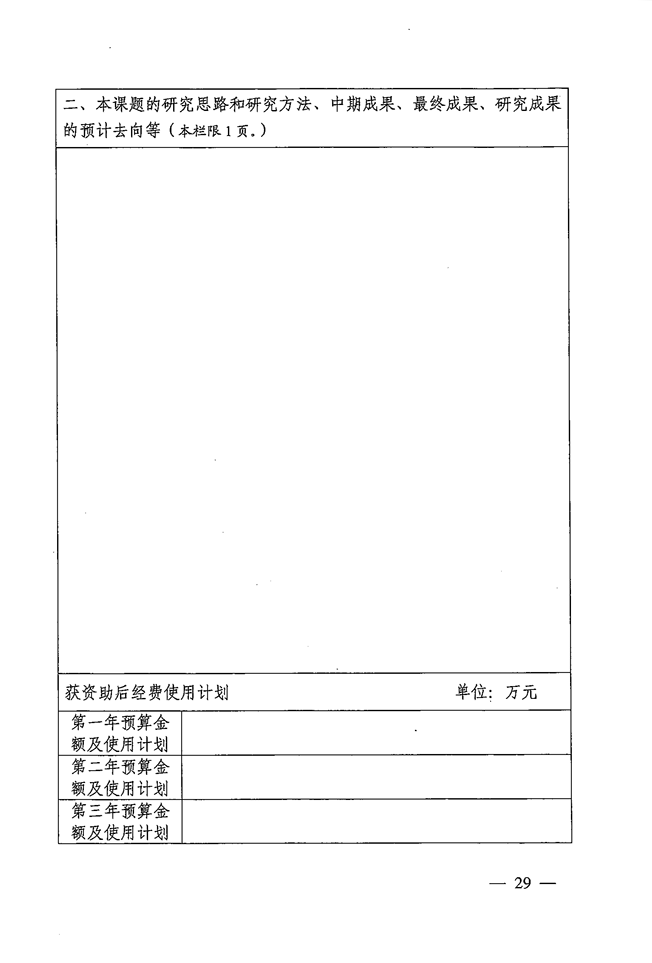 二、本课题的研究思路和研究方法、中期成果、最终成果、研究成果
的预计去向等（本栏限1页。）
获资助后经费使用计划 单位：万元
第一年预算金
额及使用计划
第二年预算金
额及使用计划
第三年预算金
额及使用计划
— 29 —